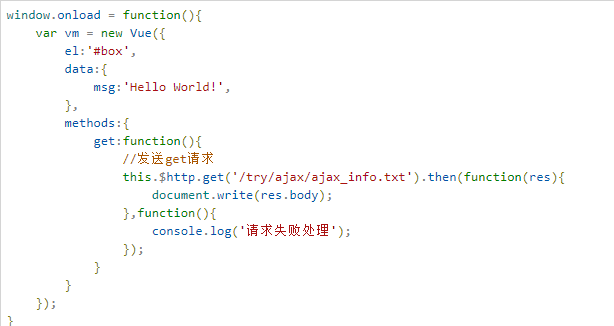 window.onload = function(){
    var vm = new Vue({
        el:'#box',
        data:{
            msg:'Hello World!',
        },
        methods:{
            get:function(){
                //发送get请求
                this.$http.get('/try/ajax/ajax_info.txt').then(function(res){
                    document.write(res.body);
                },function(){
                    console.log('请求失败处理');
                });
            }
        }
    });
}